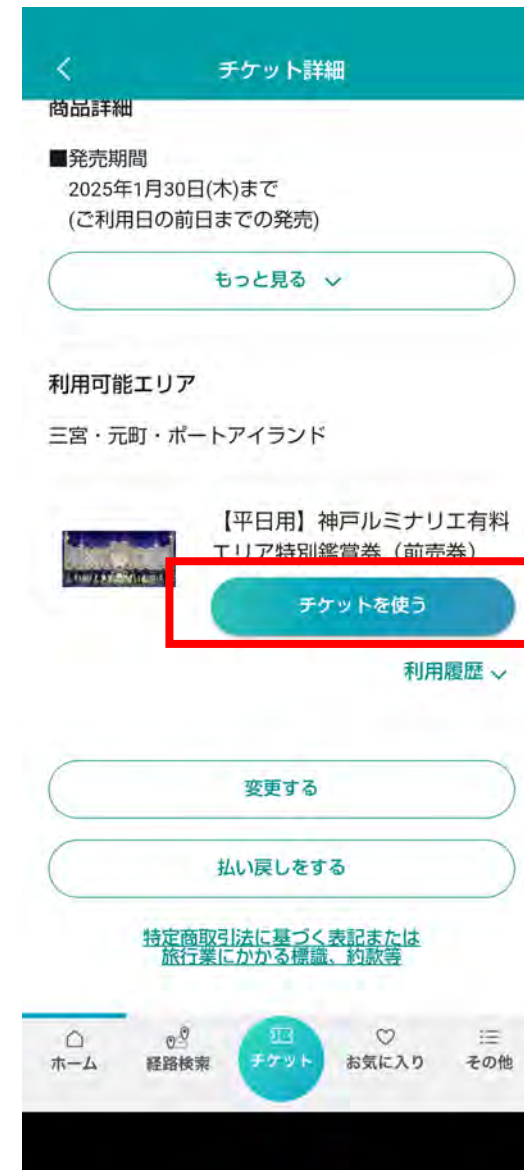 チケット詳細
商品詳細
■発売期間
2025年1月30日(木)まで
(ご利用日の前日までの発売)
もっと見る
利用可能エリア
三宮・元町・ポートアイランド
【平日用】神戸ルミナリエ有料
エリア特別鑑賞券（前売券）
チケットを使う
利用履歴
変更する
払い戻しをする
特定商取引法に基づく表記または
旅行業にかかる標識、約款等
ホーム
経路検索
チケット
お気に入り
その他